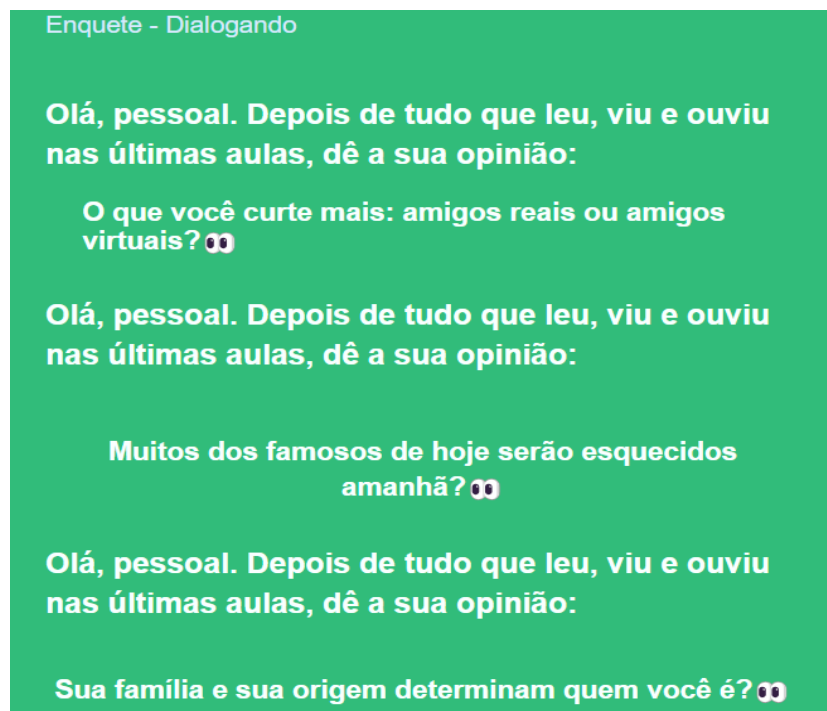 Enquete - Dialogando
Olá, pessoal. Depois de tudo que leu, viu e ouviu
nas últimas aulas, dê a sua opinião:
O que você curte mais: amigos reais ou amigos
virtuais?👀
Olá, pessoal. Depois de tudo que leu, viu e ouviu
nas últimas aulas, dê a sua opinião:
Muitos dos famosos de hoje serão esquecidos
amanhã?👀
Olá, pessoal. Depois de tudo que leu, viu e ouviu
nas últimas aulas, dê a sua opinião:
Sua família e sua origem determinam quem você é?👀